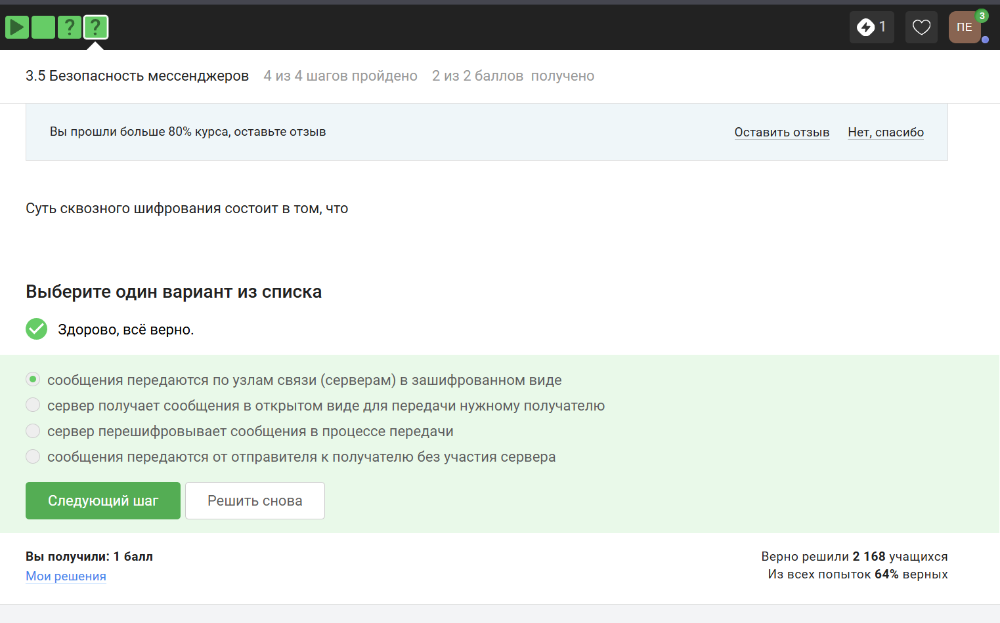 ? ?
1
ПЕ
3
3.5 Безопасность мессенджеров 4 из 4 шагов пройдено 2 из 2 баллов получено
Вы прошли больше 80% курса, оставьте отзыв Оставить отзыв Нет, спасибо
Суть сквозного шифрования состоит в том, что
Выберите один вариант из списка
Здорово, всё верно.
сообщения передаются по узлам связи (серверам) в зашифрованном виде
сервер получает сообщения в открытом виде для передачи нужному получателю
сервер перешифровывает сообщения в процессе передачи
сообщения передаются от отправителя к получателю без участия сервера
Следующий шаг Решить снова
Вы получили: 1 балл Верно решили 2 168 учащихся
Мои решения Из всех попыток 64% верных